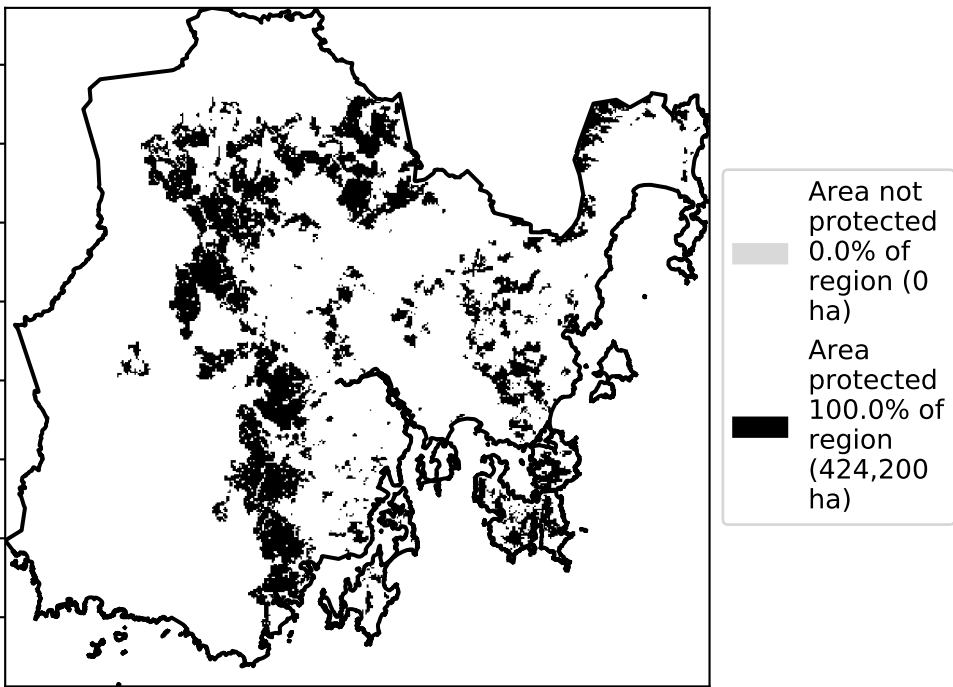 Area not
protected
0.0% of
region (0
ha)
Area
protected
100.0% of
region
(424,200
ha)